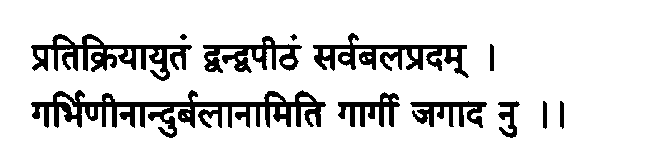 प्रतिक्रियायुतं द्वन्द्वपीठं सर्वबलप्रदम् ।
गर्भिणीनान्दुर्बलानामिति गार्गी जगाद नु ।।